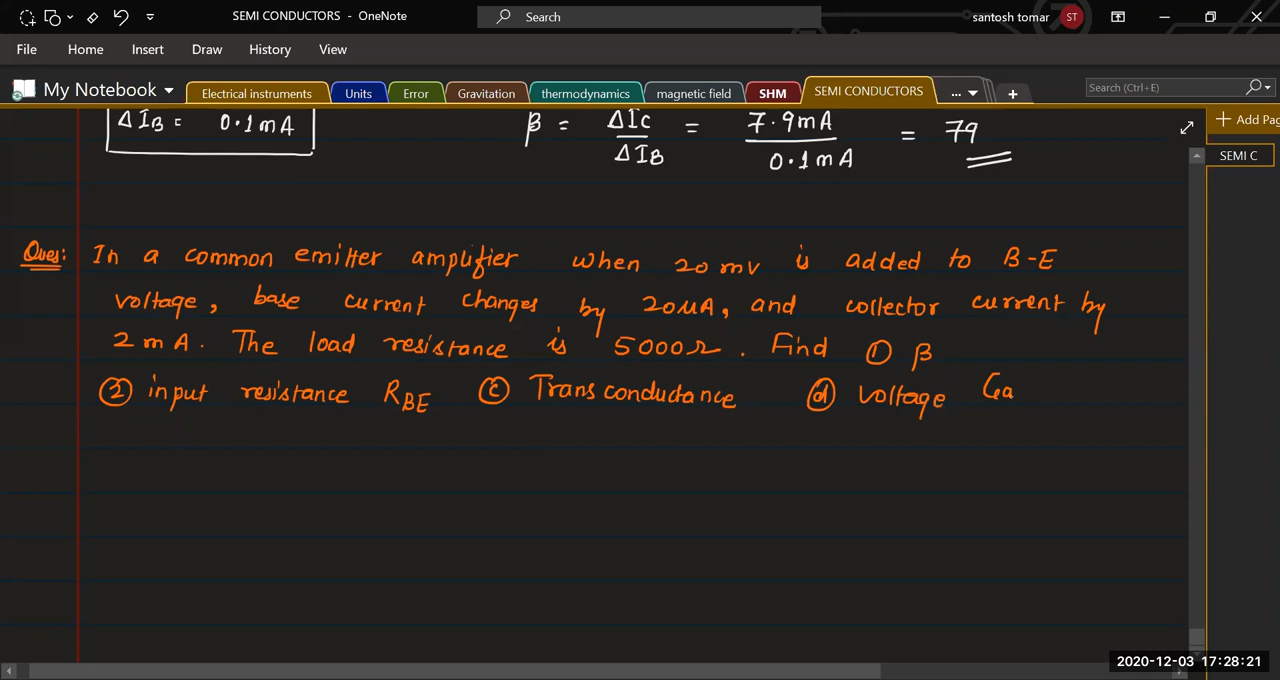 SEMI CONDUCTORS - OneNote
Search
santosh tomar
ST
File Home Insert Draw History View
My Notebook
Electrical instruments Units Error Gravitation thermodynamics magnetic field SHM SEMI CONDUCTORS ...
Search (Ctrl+E)
Add Pag
SEMI C
ΔIB = 0.1mA
β = ΔIC/ΔIB = 7.9mA/0.1mA = 79
Ques: In a common emitter amplifier when 20mv is added to B-E
voltage, base current changes by 20μA, and collector current by
2mA. The load resistance is 5000Ω. Find ① β
② input resistance RBE ⓒ Transconductance ⓓ voltage Ga
2020-12-03 17:28:21